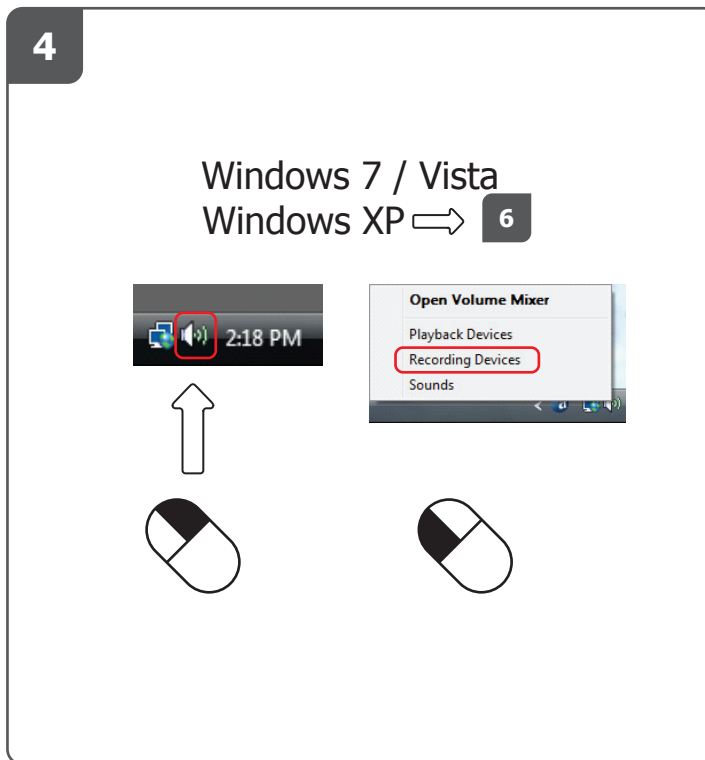 4
Windows 7 / Vista
Windows XP 6
2:18 PM
Open Volume Mixer
Playback Devices
Recording Devices
Sounds